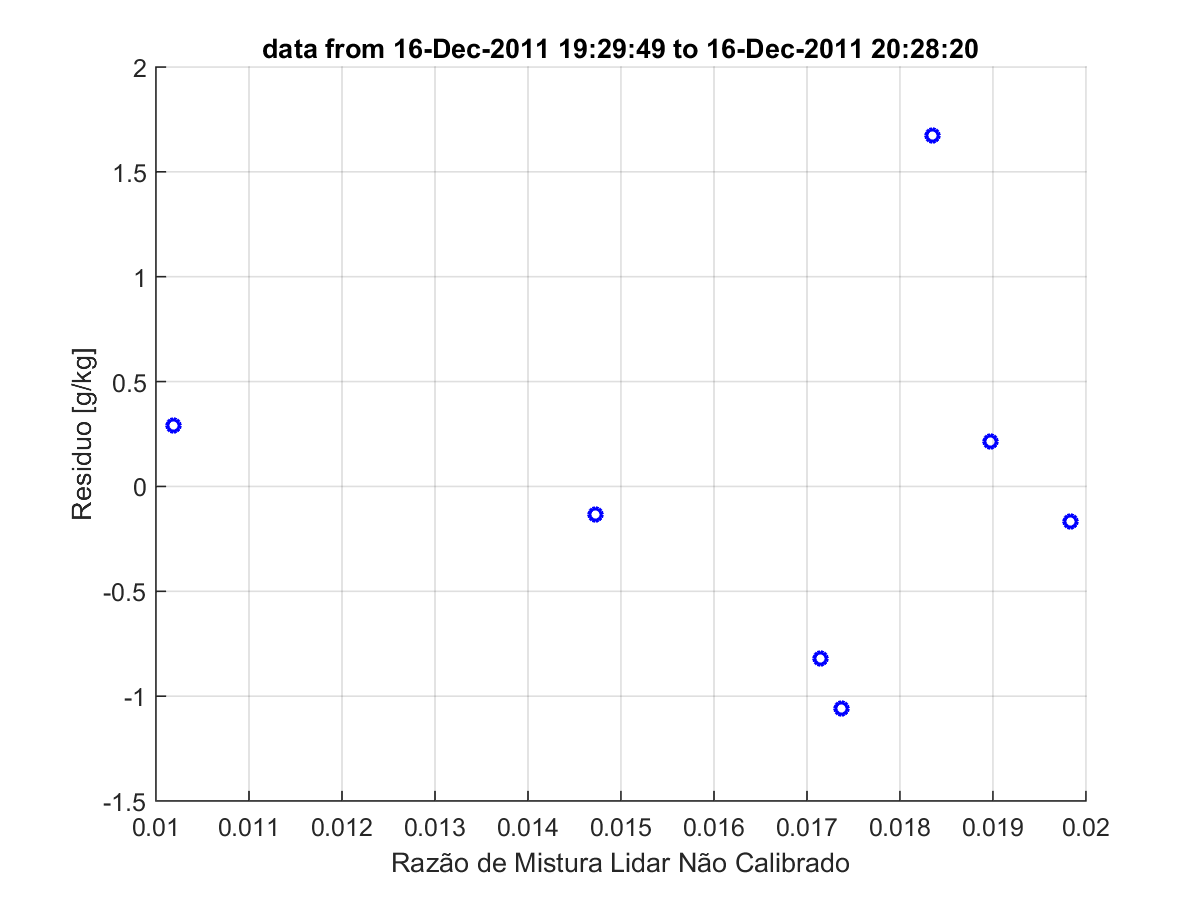 data from 16-Dec-2011 19:29:49 to 16-Dec-2011 20:28:20
2
1.5
1
0.5
0
-0.5
-1
-1.5
Residuo [g/kg]
0.01 0.011 0.012 0.013 0.014 0.015 0.016 0.017 0.018 0.019 0.02
Razão de Mistura Lidar Não Calibrado